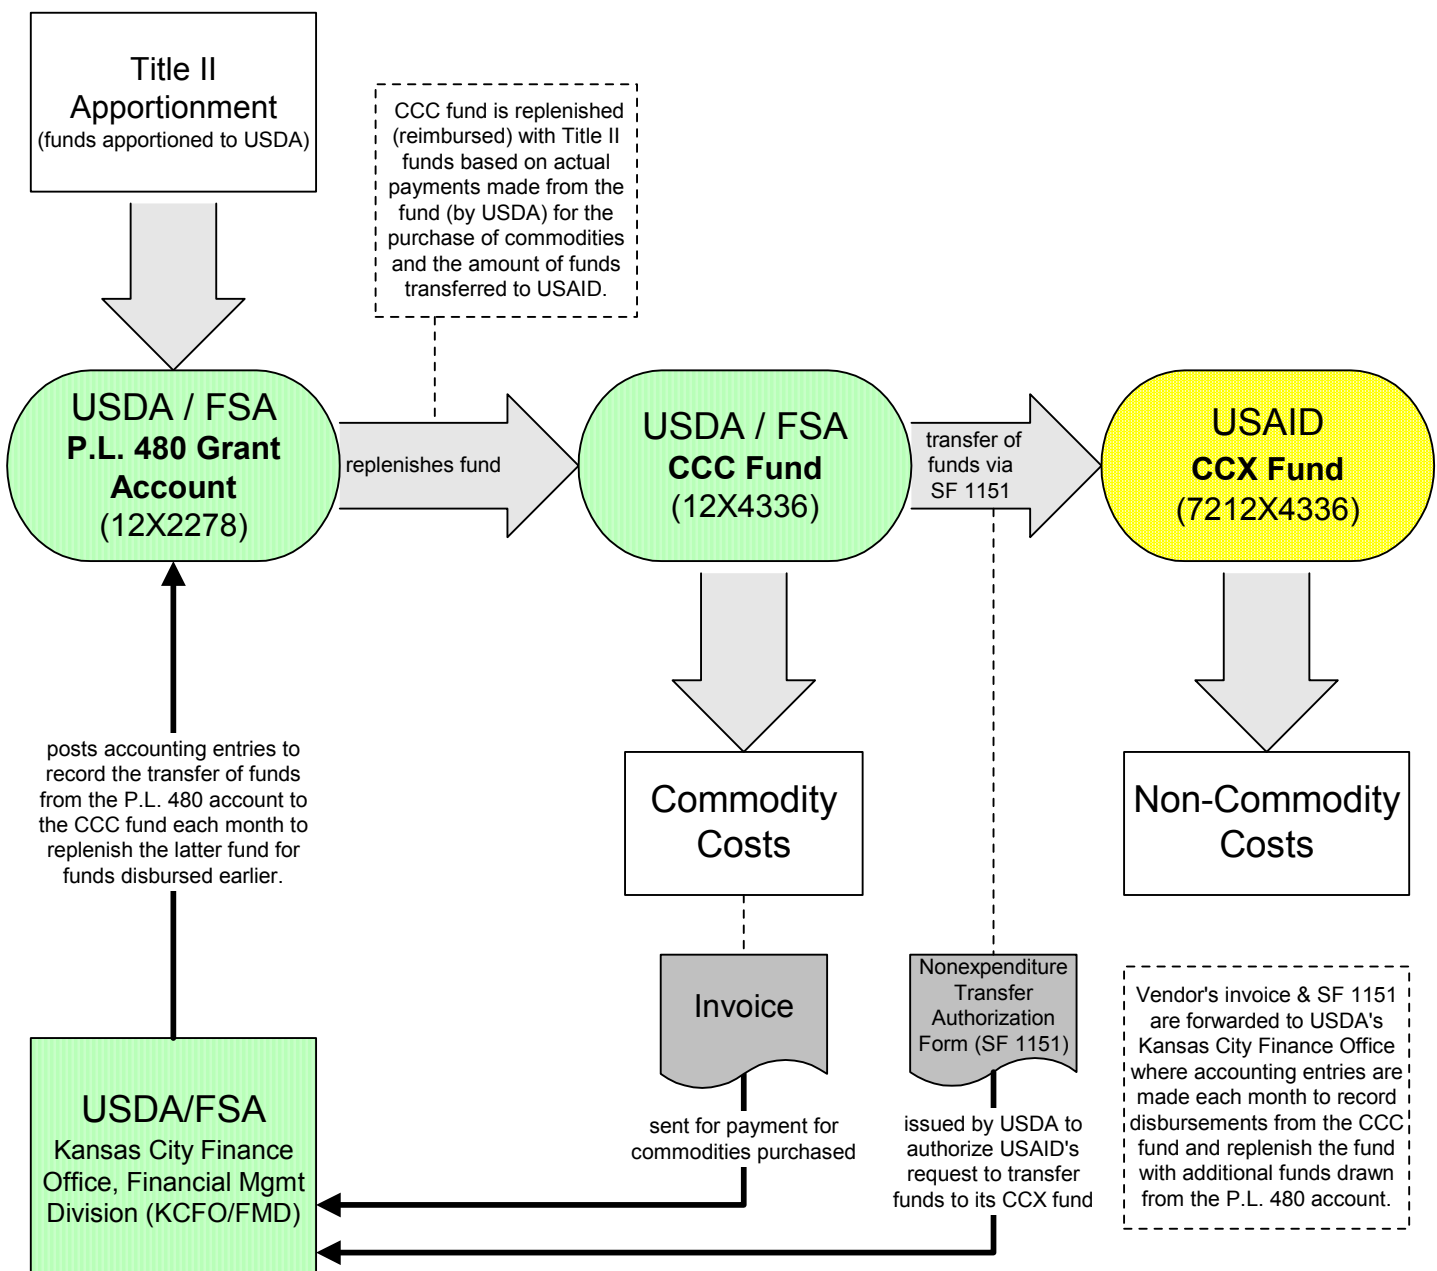 Title II
Apportionment
(funds apportioned to USDA)
CCC fund is replenished
(reimbursed) with Title II
funds based on actual
payments made from the
fund (by USDA) for the
purchase of commodities
and the amount of funds
transferred to USAID.
USDA / FSA
P.L. 480 Grant
Account
(12X2278)
replenishes fund
USDA / FSA
CCC Fund
(12X4336)
transfer of
funds via
SF 1151
USAID
CCX Fund
(7212X4336)
posts accounting entries to
record the transfer of funds
from the P.L. 480 account to
the CCC fund each month to
replenish the latter fund for
funds disbursed earlier.
Commodity
Costs
Non-Commodity
Costs
Invoice
Nonexpenditure
Transfer
Authorization
Form (SF 1151)
Vendor's invoice & SF 1151
are forwarded to USDA's
Kansas City Finance Office
where accounting entries are
made each month to record
disbursements from the CCC
fund and replenish the fund
with additional funds drawn
from the P.L. 480 account.
USDA/FSA
Kansas City Finance
Office, Financial Mgmt
Division (KCFO/FMD)
sent for payment for
commodities purchased
issued by USDA to
authorize USAID's
request to transfer
funds to its CCX fund